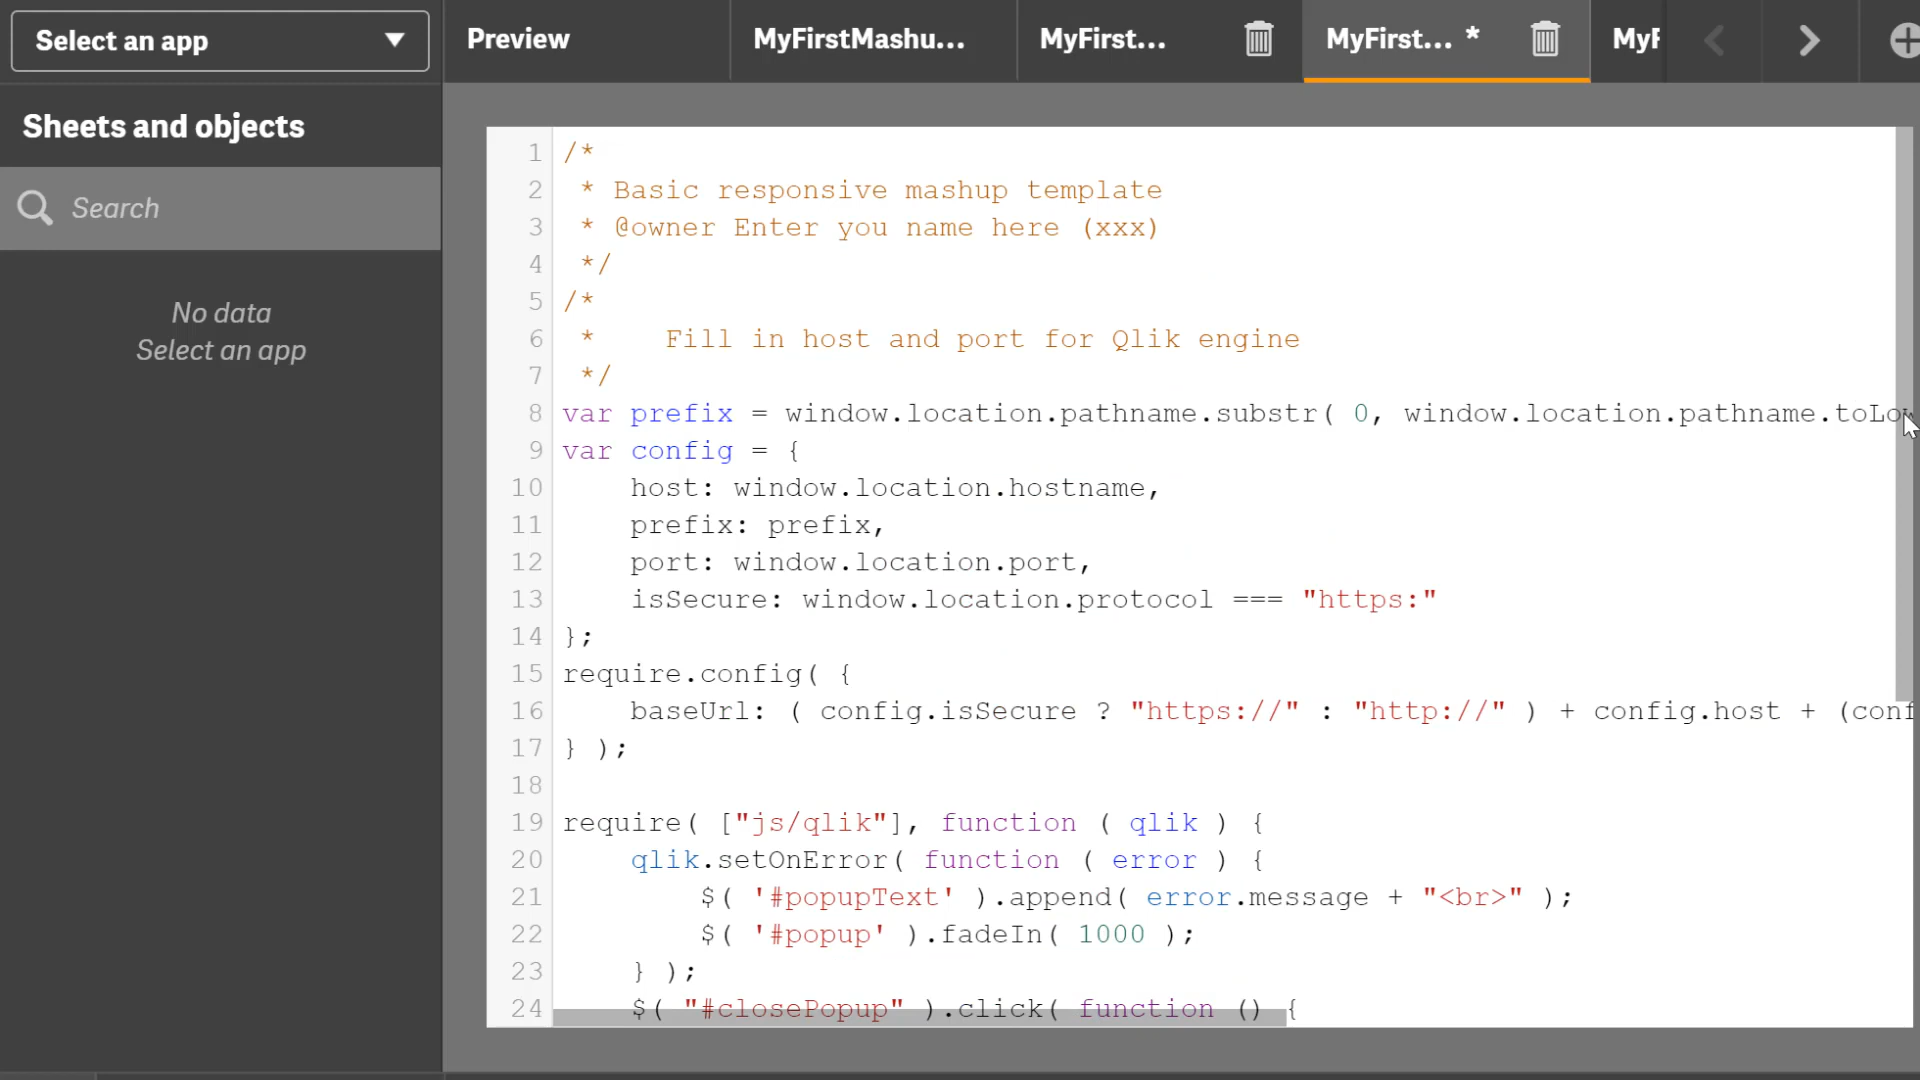 Select an app
Preview
MyFirstMashu...
MyFirst...
MyFirst... *
MyF
Sheets and objects
Search
No data
Select an app
1 /*
2  * Basic responsive mashup template
3  * @owner Enter you name here (xxx)
4  */
5 /*
6  *    Fill in host and port for Qlik engine
7  */
8 var prefix = window.location.pathname.substr( 0, window.location.pathname.toLow
9 var config = {
10     host: window.location.hostname,
11     prefix: prefix,
12     port: window.location.port,
13     isSecure: window.location.protocol === "https:"
14 };
15 require.config( {
16     baseUrl: ( config.isSecure ? "https://" : "http://" ) + config.host + (conf
17 } );
18
19 require( ["js/qlik"], function ( qlik ) {
20     qlik.setOnError( function ( error ) {
21         $( '#popupText' ).append( error.message + "<br>" );
22         $( '#popup' ).fadeIn( 1000 );
23     } );
24     $( "#closePopup" ).click( function () {